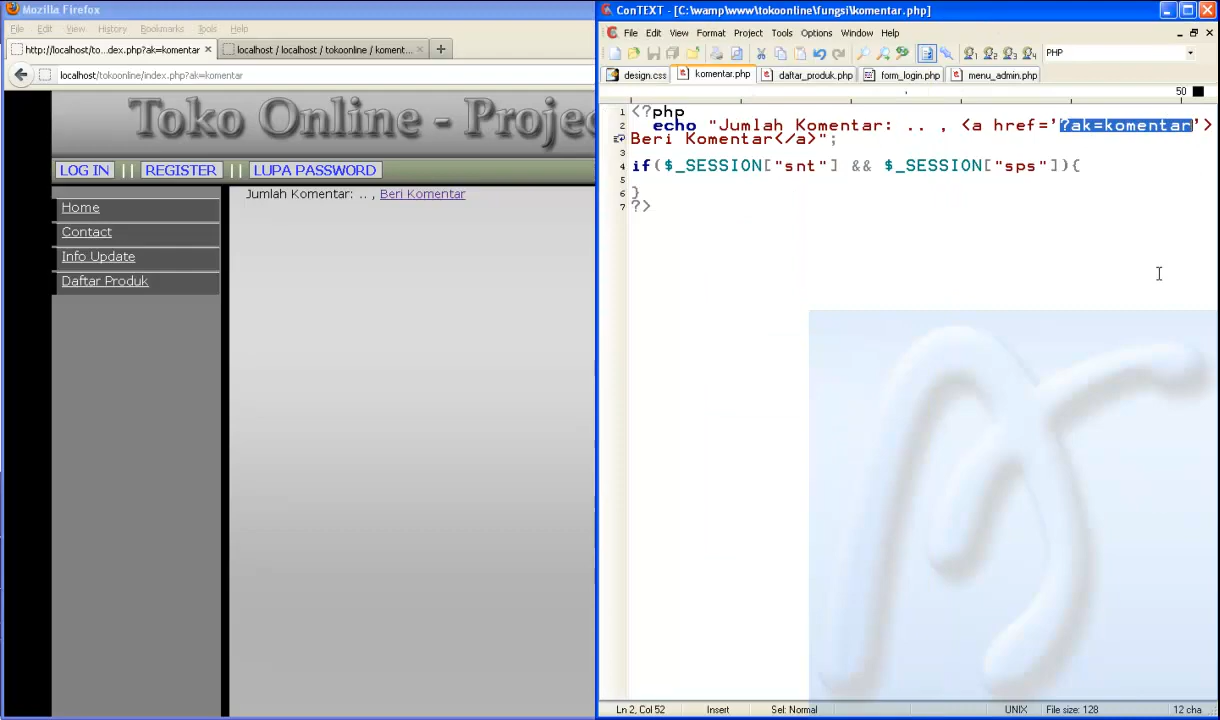 Mozilla Firefox
File Edit View History Bookmarks Tools Help
http://localhost/to...dex.php?ak=komentar × localhost / localhost / tokoonline / koment... × +
localhost/tokoonline/index.php?ak=komentar
Toko Online - Projec
LOG IN || REGISTER || LUPA PASSWORD
Home
Contact
Info Update
Daftar Produk
Jumlah Komentar: .. , Beri Komentar
ConTEXT - [C:\wamp\www\tokoonline\fungsi\komentar.php]
File Edit View Format Project Tools Options Window Help
PHP
design.css komentar.php daftar_produk.php form_login.php menu_admin.php
50
1 <?php
2 echo "Jumlah Komentar: .. , <a href='?ak=komentar'>
Beri Komentar</a>";
3
4 if($_SESSION["snt"] && $_SESSION["sps"]){
5
6 }
7 ?>
Ln 2, Col 52 Insert Sel: Normal UNIX File size: 128 12 cha